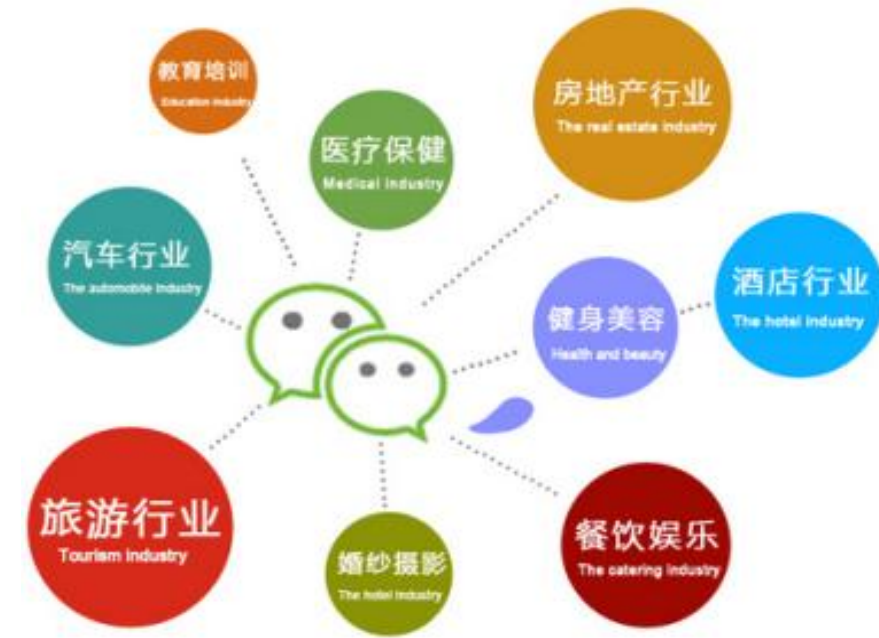 教育培训
Education Industry
医疗保健
Medical Industry
房地产行业
The real estate industry
汽车行业
The automobile industry
健身美容
Health and beauty
酒店行业
The hotel industry
旅游行业
Tourism industry
婚纱摄影
The hotel industry
餐饮娱乐
The catering industry